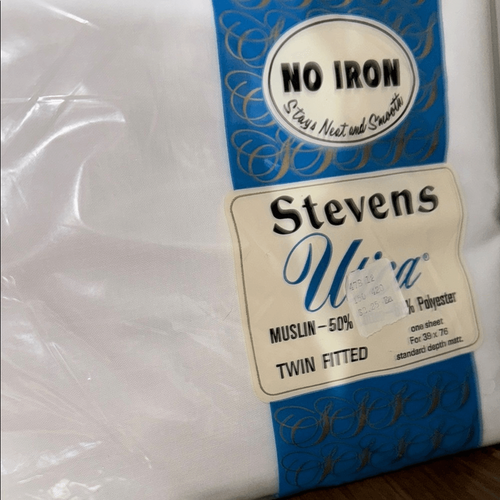 NO IRON
Stays Neat and Smooth
Stevens
Utica®
MUSLIN – 50% % Polyester
TWIN FITTED
one sheet
For 39 x 76
standard depth matt.